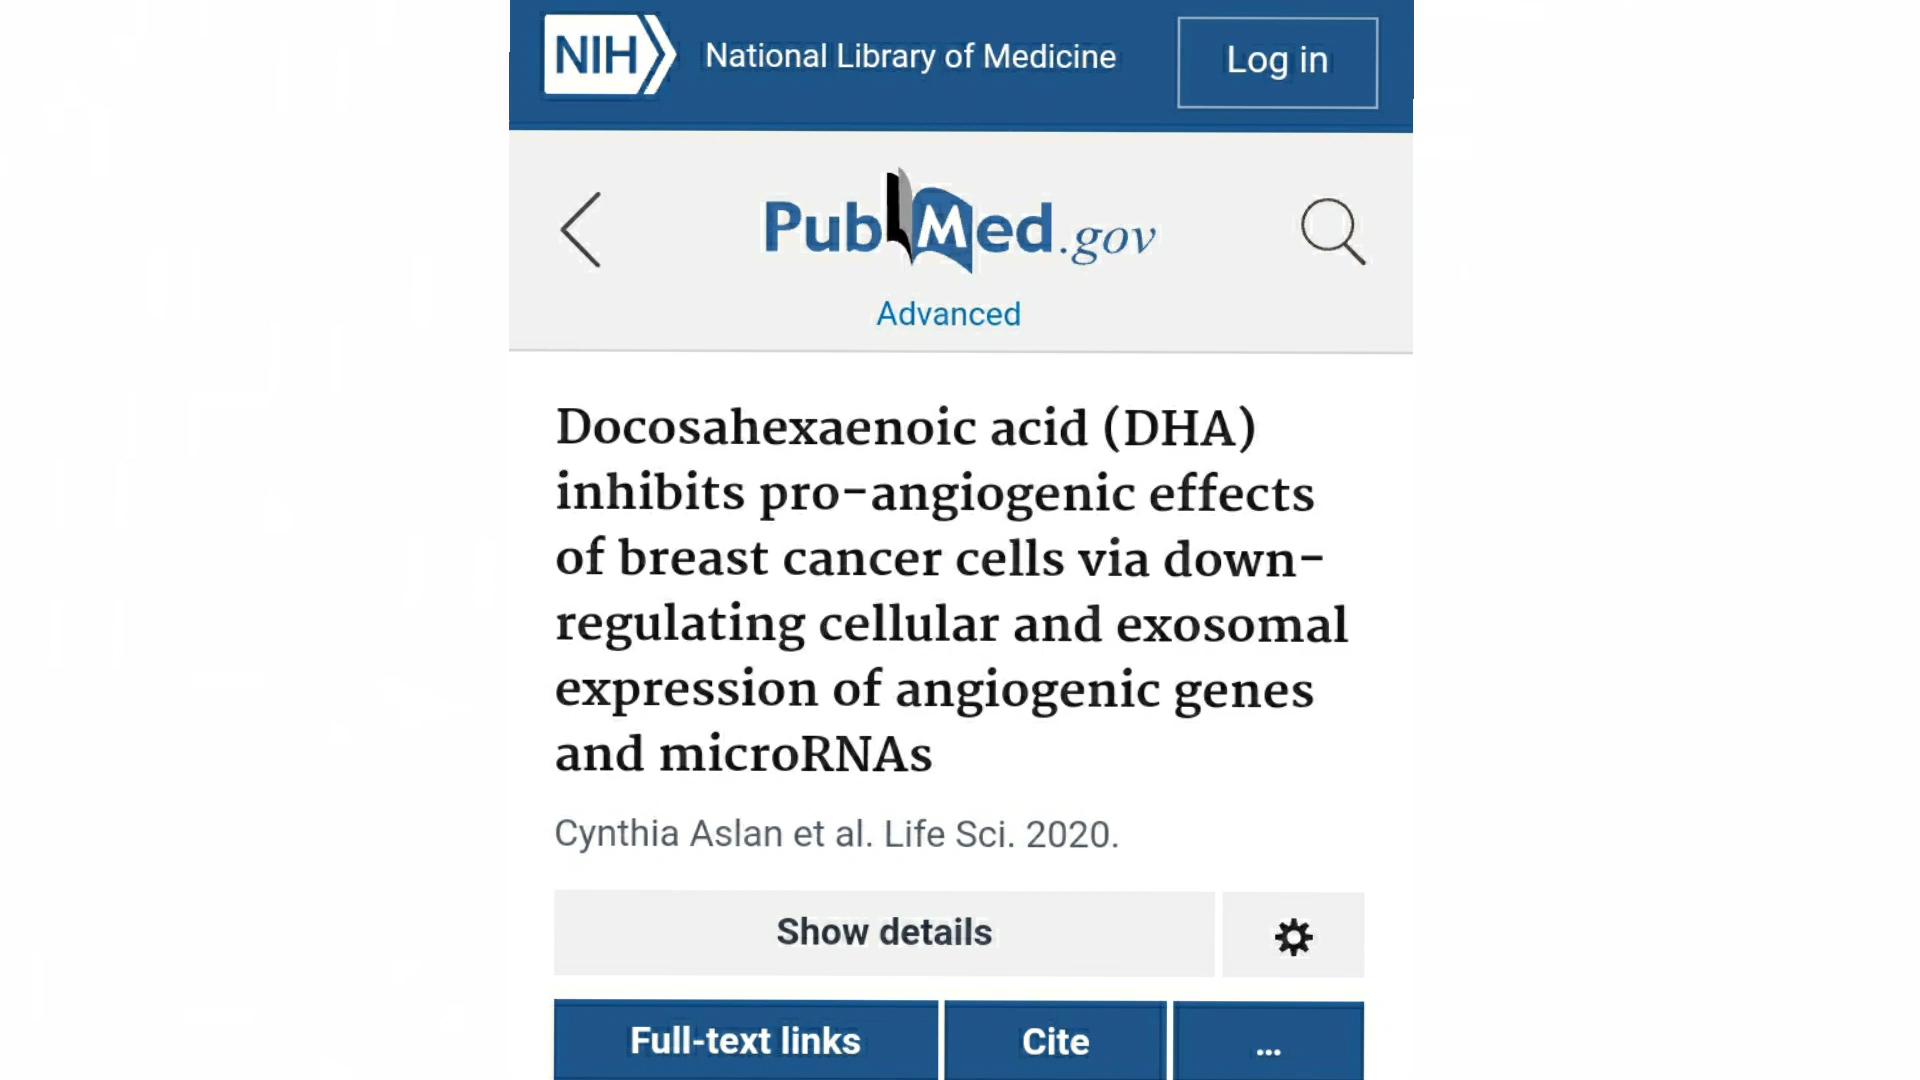 NIH National Library of Medicine Log in
PubMed.gov
Advanced
Docosahexaenoic acid (DHA)
inhibits pro-angiogenic effects
of breast cancer cells via down-
regulating cellular and exosomal
expression of angiogenic genes
and microRNAs
Cynthia Aslan et al. Life Sci. 2020.
Show details
Full-text links Cite ...